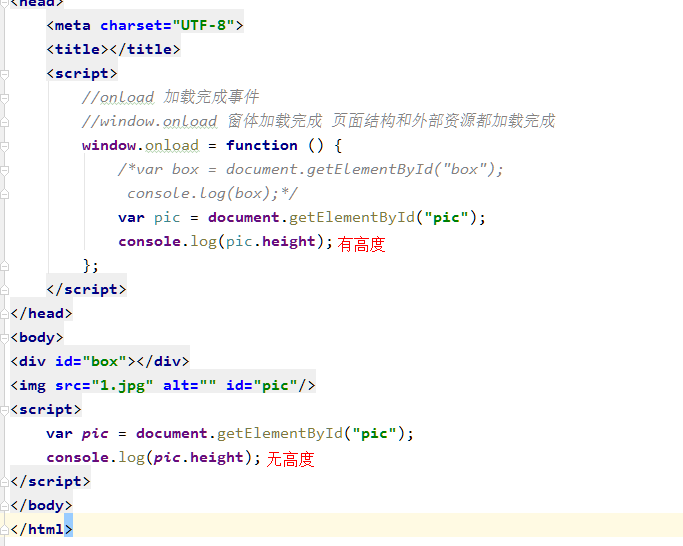 <head>
<meta charset="UTF-8">
<title></title>
<script>
//onload 加载完成事件
//window.onload 窗体加载完成 页面结构和外部资源都加载完成
window.onload = function () {
/*var box = document.getElementById("box");
console.log(box);*/
var pic = document.getElementById("pic");
console.log(pic.height); 有高度
};
</script>
</head>
<body>
<div id="box"></div>
<img src="1.jpg" alt="" id="pic"/>
<script>
var pic = document.getElementById("pic");
console.log(pic.height); 无高度
</script>
</body>
</html>